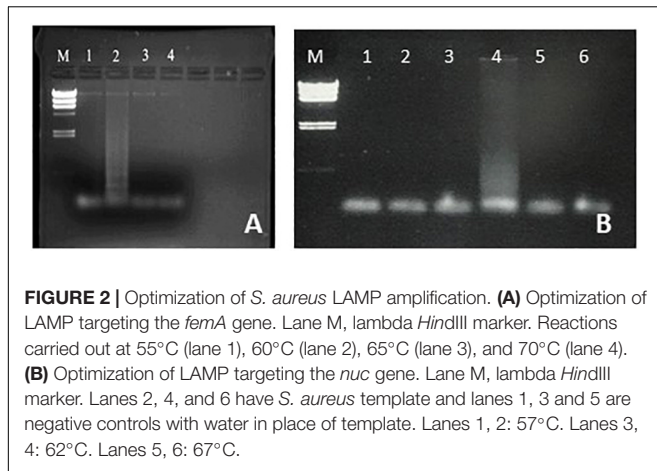 M 1 2 3 4
A
M 1 2 3 4 5 6
B
FIGURE 2 | Optimization of S. aureus LAMP amplification. (A) Optimization of
LAMP targeting the femA gene. Lane M, lambda HindIII marker. Reactions
carried out at 55°C (lane 1), 60°C (lane 2), 65°C (lane 3), and 70°C (lane 4).
(B) Optimization of LAMP targeting the nuc gene. Lane M, lambda HindIII
marker. Lanes 2, 4, and 6 have S. aureus template and lanes 1, 3 and 5 are
negative controls with water in place of template. Lanes 1, 2: 57°C. Lanes 3,
4: 62°C. Lanes 5, 6: 67°C.